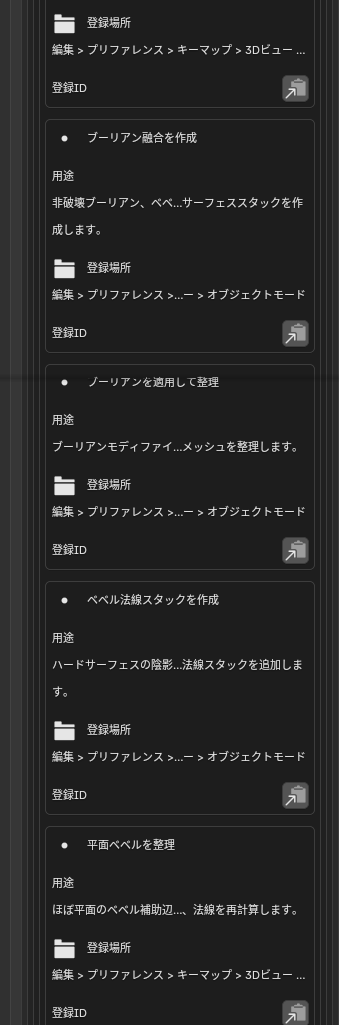 登録場所
編集 > プリファレンス > キーマップ > 3Dビュー ...
登録ID
ブーリアン融合を作成
用途
非破壊ブーリアン、ベベ...サーフェススタックを作
成します。
登録場所
編集 > プリファレンス >...ー > オブジェクトモード
登録ID
ブーリアンを適用して整理
用途
ブーリアンモディファイ...メッシュを整理します。
登録場所
編集 > プリファレンス >...ー > オブジェクトモード
登録ID
ベベル法線スタックを作成
用途
ハードサーフェスの陰影...法線スタックを追加しま
す。
登録場所
編集 > プリファレンス >...ー > オブジェクトモード
登録ID
平面ベベルを整理
用途
ほぼ平面のベベル補助辺...、法線を再計算します。
登録場所
編集 > プリファレンス > キーマップ > 3Dビュー ...
登録ID